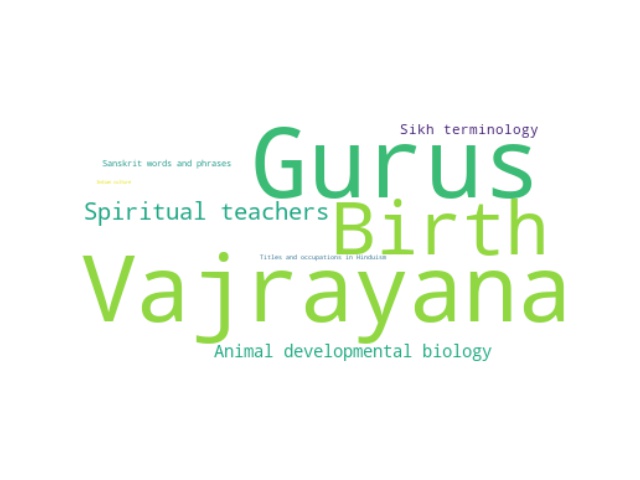 Sikh terminology
Gurus
Sanskrit words and phrases
Spiritual teachers
Birth
Titles and occupations in Hinduism
Vajrayana
Animal developmental biology